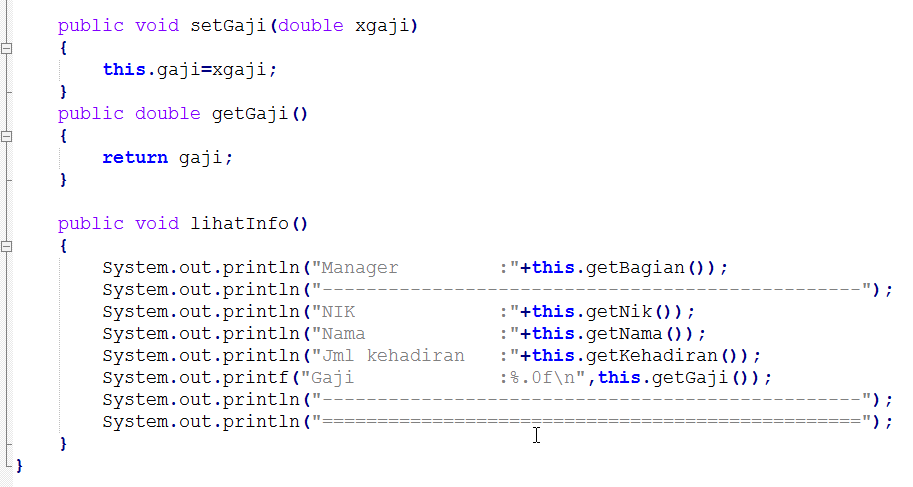 public void setGaji(double xgaji)
{
this.gaji=xgaji;
}
public double getGaji()
{
return gaji;
}
public void lihatInfo()
{
System.out.println("Manager         :"+this.getBagian());
System.out.println("-------------------------------------------------");
System.out.println("NIK             :"+this.getNik());
System.out.println("Nama            :"+this.getNama());
System.out.println("Jml kehadiran   :"+this.getKehadiran());
System.out.printf("Gaji             :%.0f\n",this.getGaji());
System.out.println("-------------------------------------------------");
System.out.println("=================================================");
}
}